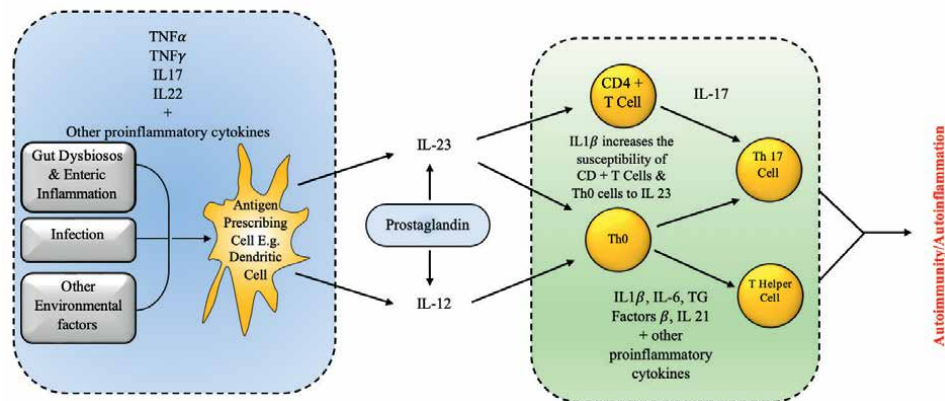 TNFα
TNFγ
IL17
IL22
+
Other proinflammatory cytokines
Gut Dysbiosos
& Enteric
Inflammation
Infection
Other
Environmental
factors
Antigen
Prescribing
Cell E.g.
Dendritic
Cell
IL-23
Prostaglandin
IL-12
CD4 +
T Cell
IL-17
IL1β increases the
susceptibility of
CD + T Cells &
Th0 cells to IL 23
Th 17
Cell
Th0
T Helper
Cell
IL1β, IL-6, TG
Factors β, IL 21
+ other
proinflammatory
cytokines
Autoimmunity/Autoinflammation